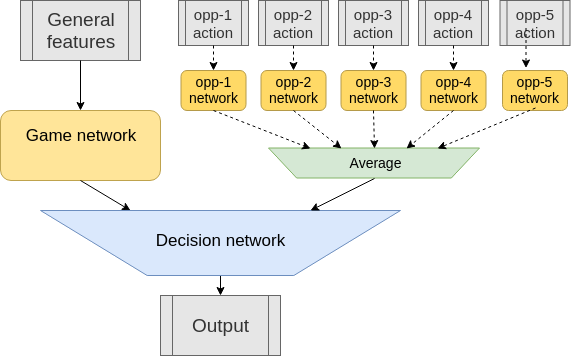 General
features
opp-1
action
opp-2
action
opp-3
action
opp-4
action
opp-5
action
opp-1
network
opp-2
network
opp-3
network
opp-4
network
opp-5
network
Game network
Average
Decision network
Output